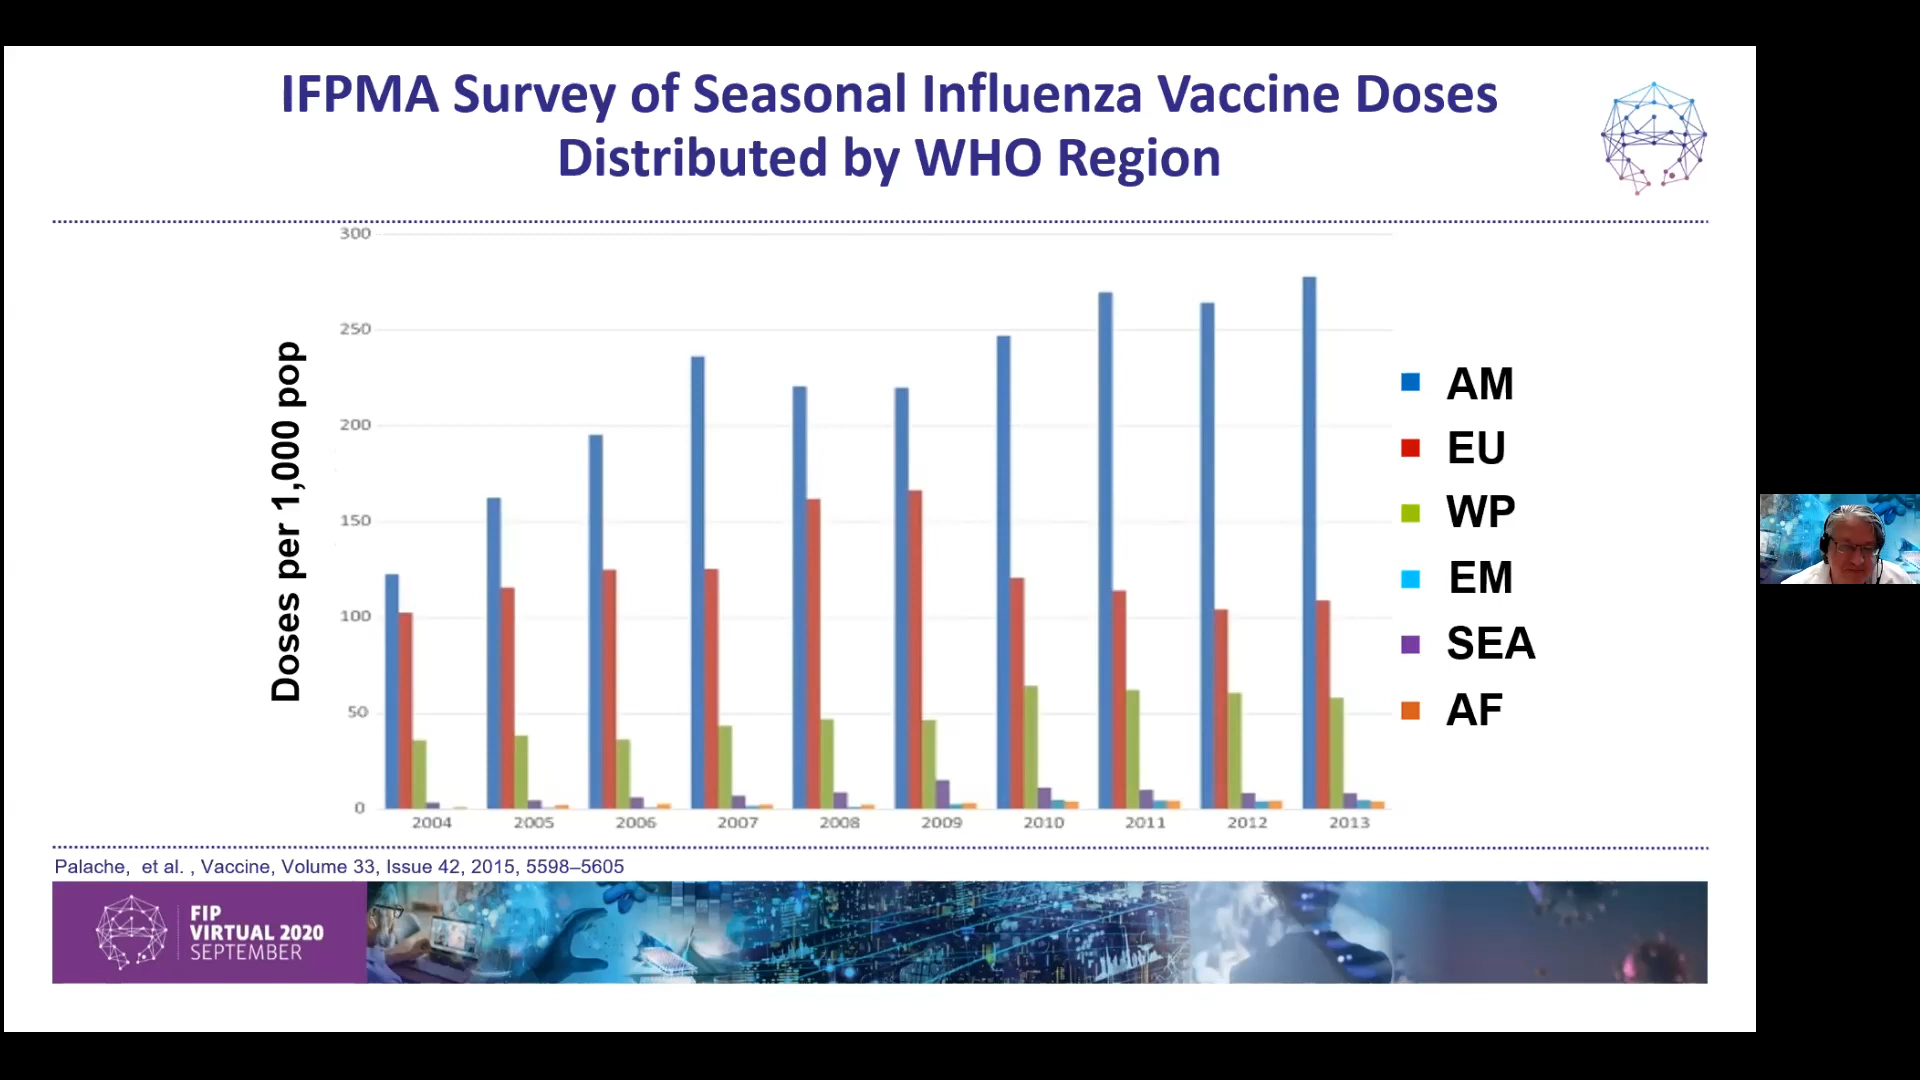 IFPMA Survey of Seasonal Influenza Vaccine Doses
Distributed by WHO Region
Doses per 1,000 pop
300
250
200
150
100
50
0
2004 2005 2006 2007 2008 2009 2010 2011 2012 2013
AM
EU
WP
EM
SEA
AF
Palache, et al. , Vaccine, Volume 33, Issue 42, 2015, 5598–5605
FIP
VIRTUAL 2020
SEPTEMBER